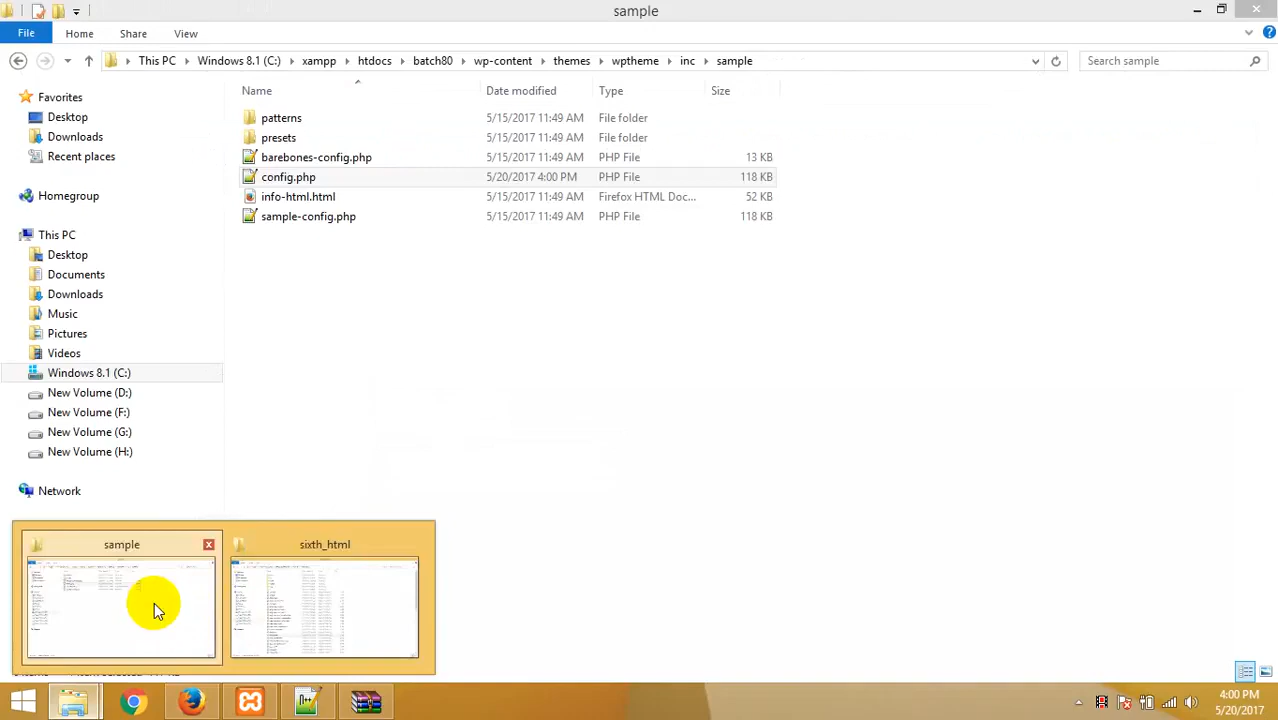 sample
File Home Share View
This PC Windows 8.1 (C:) xampp htdocs batch80 wp-content themes wptheme inc sample
Search sample
Name Date modified Type Size
Favorites
Desktop
Downloads
Recent places
Homegroup
This PC
Desktop
Documents
Downloads
Music
Pictures
Videos
Windows 8.1 (C:)
New Volume (D:)
New Volume (F:)
New Volume (G:)
New Volume (H:)
Network
patterns 5/15/2017 11:49 AM File folder
presets 5/15/2017 11:49 AM File folder
barebones-config.php 5/15/2017 11:49 AM PHP File 13 KB
config.php 5/20/2017 4:00 PM PHP File 118 KB
info-html.html 5/15/2017 11:49 AM Firefox HTML Doc... 52 KB
sample-config.php 5/15/2017 11:49 AM PHP File 118 KB
sample
sixth_html
4:00 PM
5/20/2017